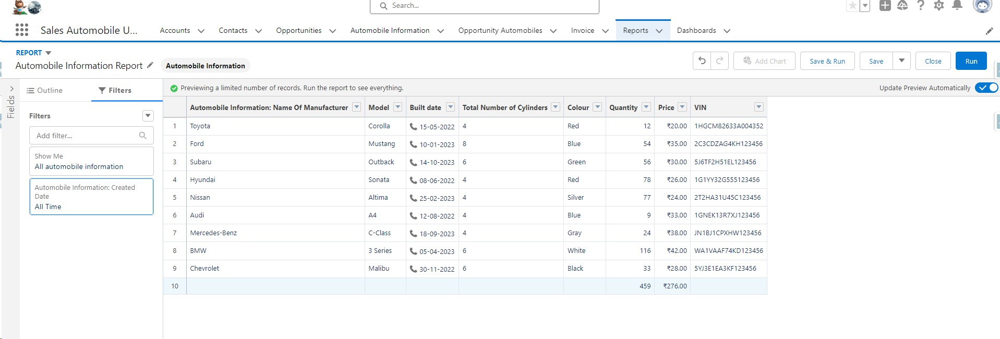 Search...
Sales Automobile U... Accounts Contacts Opportunities Automobile Information Opportunity Automobiles Invoice Reports Dashboards
REPORT
Automobile Information Report Automobile Information
Add Chart Save & Run Save Close Run
Fields
Outline Filters
Previewing a limited number of records. Run the report to see everything. Update Preview Automatically
Filters
Add filter...
Show Me
All automobile information
Automobile Information: Created
Date
All Time
Automobile Information: Name Of Manufacturer Model Built date Total Number of Cylinders Colour Quantity Price VIN
1 Toyota Corolla 15-05-2022 4 Red 12 ₹20.00 1HGCM82633A004352
2 Ford Mustang 10-01-2023 8 Blue 54 ₹35.00 2C3CDZAG4KH123456
3 Subaru Outback 14-10-2023 6 Green 56 ₹30.00 5J6TF2H51EL123456
4 Hyundai Sonata 08-06-2022 4 Red 78 ₹26.00 1G1YY32G555123456
5 Nissan Altima 25-02-2023 4 Silver 77 ₹24.00 2T2HA31U45C123456
6 Audi A4 12-08-2022 4 Blue 9 ₹33.00 1GNEK13R7XJ123456
7 Mercedes-Benz C-Class 18-09-2023 4 Gray 24 ₹38.00 JN1BJ1CPXHW123456
8 BMW 3 Series 05-04-2023 6 White 116 ₹42.00 WA1VAAF74KD123456
9 Chevrolet Malibu 30-11-2022 6 Black 33 ₹28.00 5YJ3E1EA3KF123456
10 459 ₹276.00